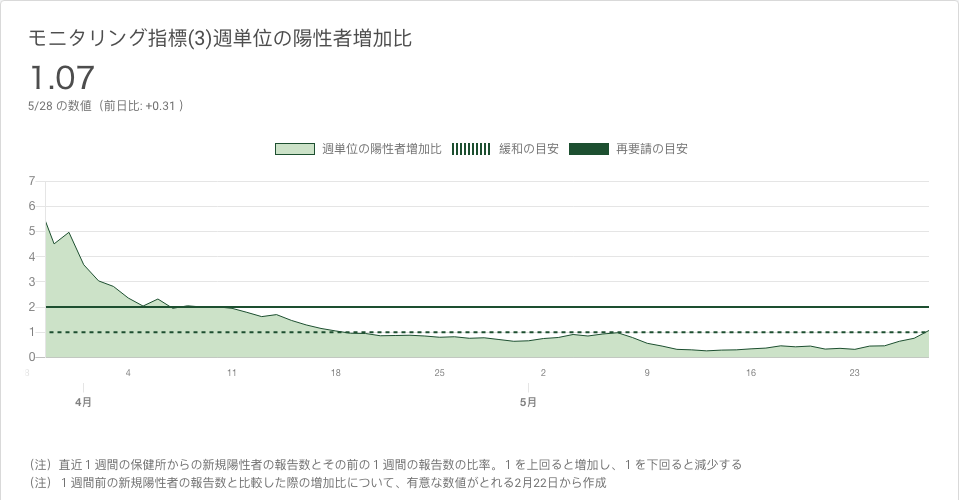 モニタリング指標(3)週単位の陽性者増加比
1.07
5/28 の数値（前日比: +0.31 ）
週単位の陽性者増加比 緩和の目安 再要請の目安
7
6
5
4
3
2
1
0
4 11 18 25 2 9 16 23
4月 5月
（注）直近１週間の保健所からの新規陽性者の報告数とその前の１週間の報告数の比率。１を上回ると増加し、１を下回ると減少する
（注）１週間前の新規陽性者の報告数と比較した際の増加比について、有意な数値がとれる2月22日から作成